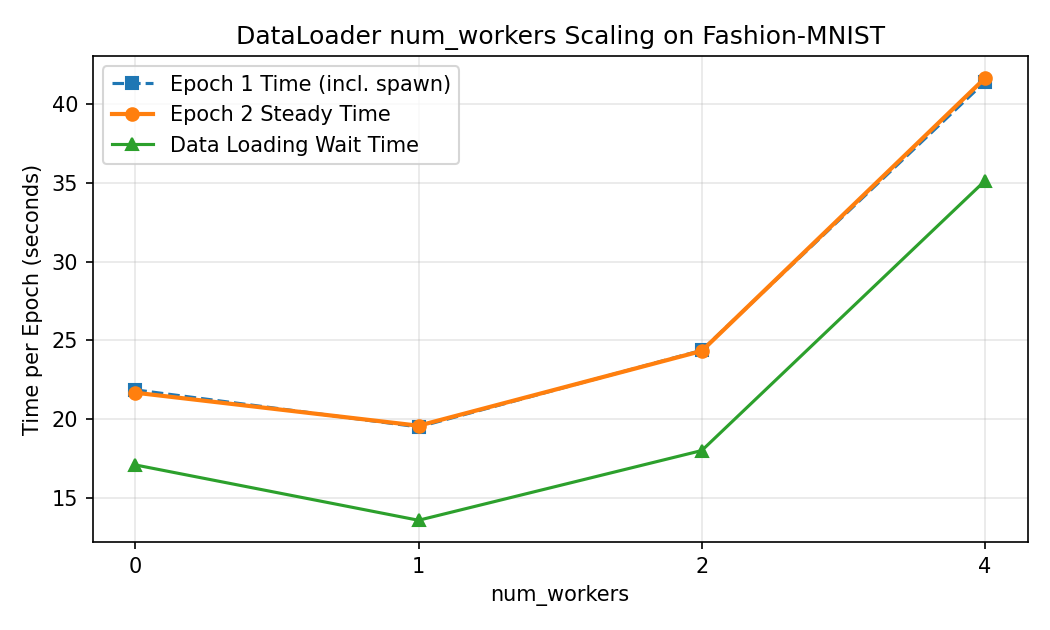 DataLoader num_workers Scaling on Fashion-MNIST
Epoch 1 Time (incl. spawn)
Epoch 2 Steady Time
Data Loading Wait Time
Time per Epoch (seconds)
40
35
30
25
20
15
0 1 2 4
num_workers